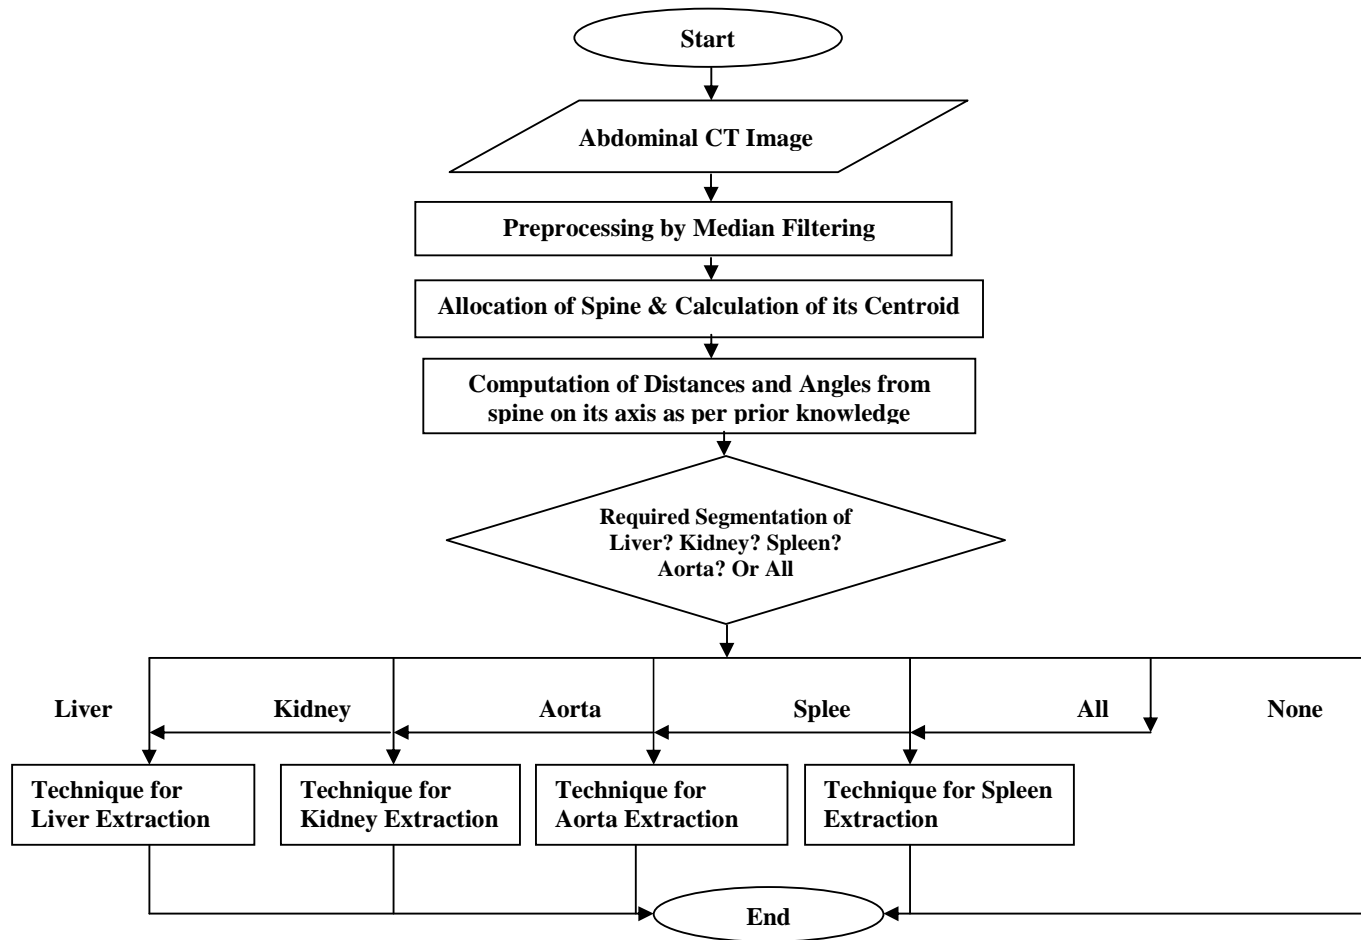 Start
Abdominal CT Image
Preprocessing by Median Filtering
Allocation of Spine & Calculation of its Centroid
Computation of Distances and Angles from
spine on its axis as per prior knowledge
Required Segmentation of
Liver? Kidney? Spleen?
Aorta? Or All
Liver
Kidney
Aorta
Splee
All
None
Technique for
Liver Extraction
Technique for
Kidney Extraction
Technique for
Aorta Extraction
Technique for Spleen
Extraction
End